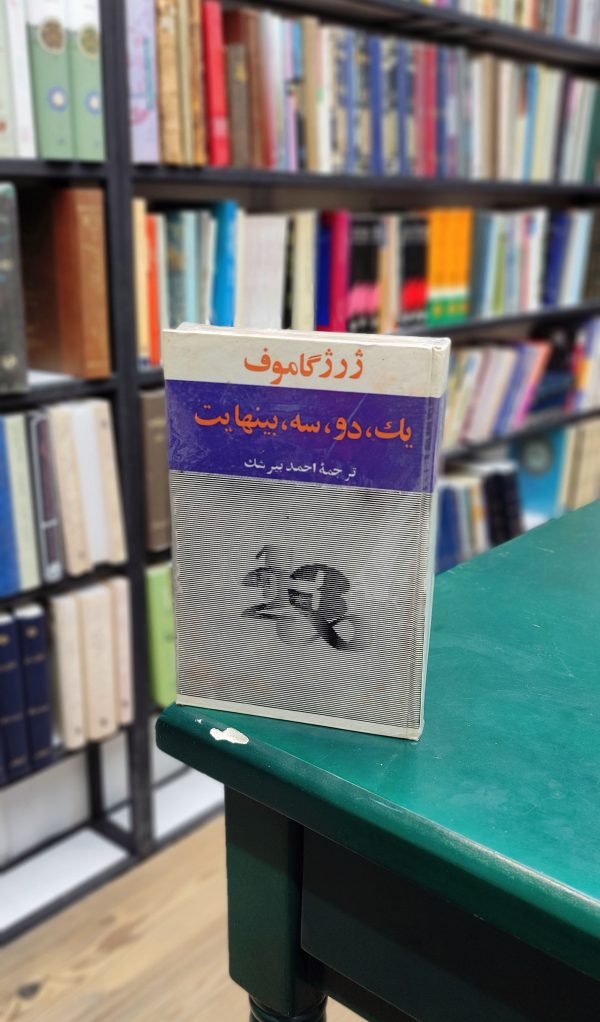 ژرژ گاموف
یك، دو، سه، بینهایت
ترجمهٔ احمد بیرشك